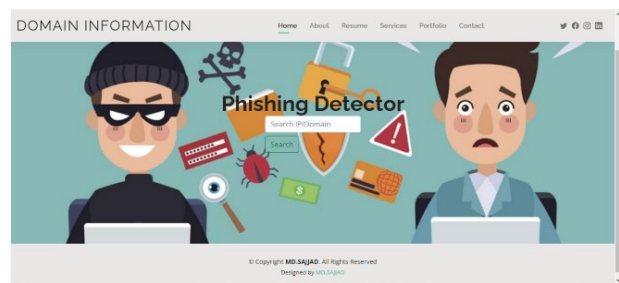 DOMAIN INFORMATION
Home About Resume Services Portfolio Contact
Phishing Detector
Search IP/Domain
Search
$
© Copyright MD.SAJJAD. All Rights Reserved
Designed by MD.SAJJAD